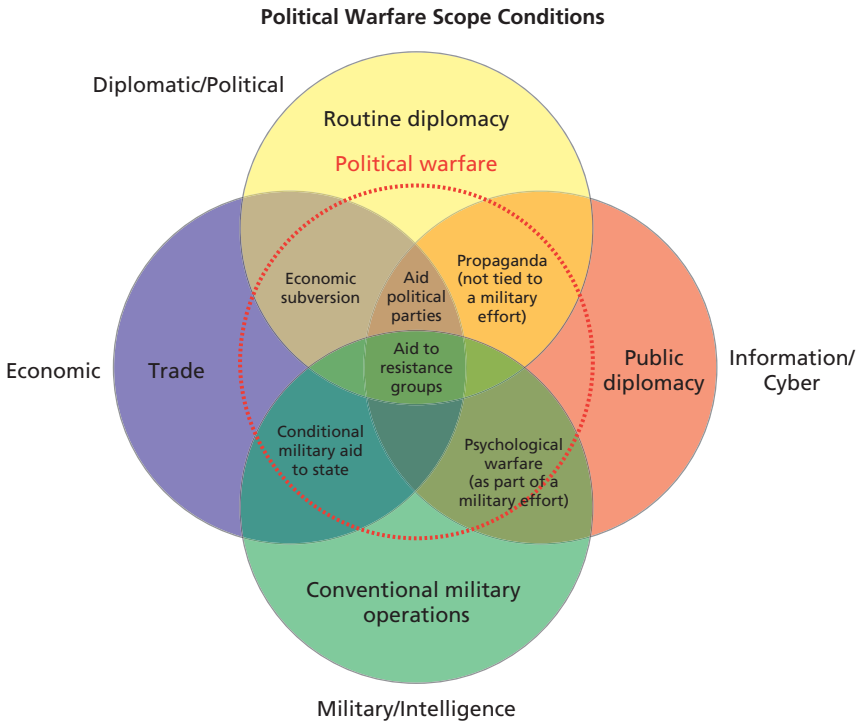 Political Warfare Scope Conditions
Diplomatic/Political
Routine diplomacy
Political warfare
Economic
subversion
Aid
political
parties
Propaganda
(not tied to
a military
effort)
Economic
Trade
Aid to
resistance
groups
Public
diplomacy
Information/
Cyber
Conditional
military aid
to state
Psychological
warfare
(as part of a
military effort)
Conventional military
operations
Military/Intelligence